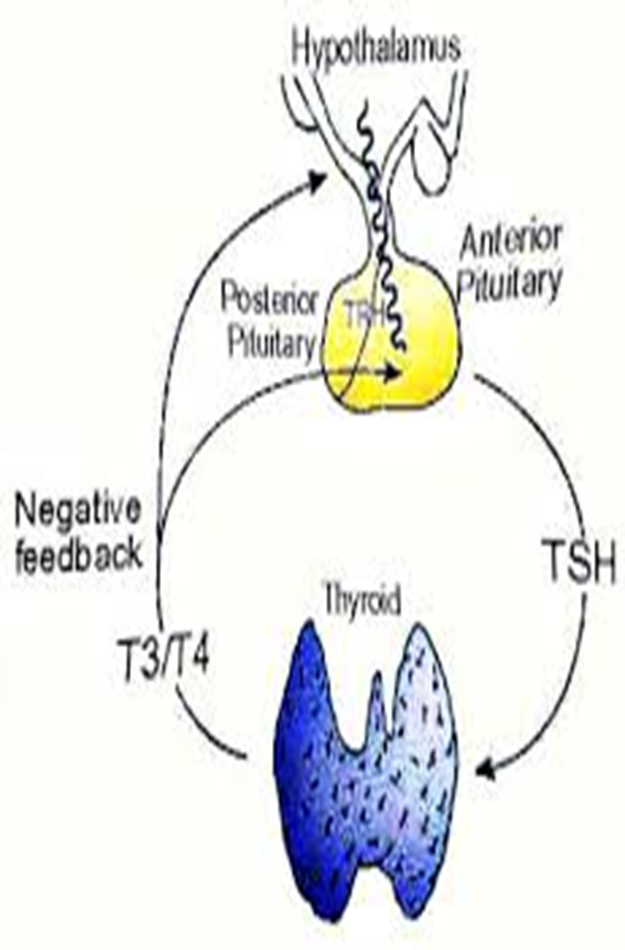 Hypothalamus
Anterior
Pituitary
Posterior
Pituitary
TRH
Negative
feedback
TSH
Thyroid
T3/T4